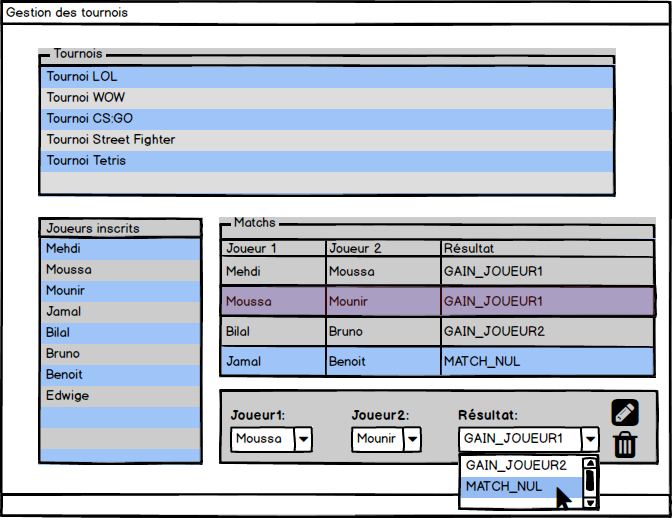 Gestion des tournois
Tournois
Tournoi LOL
Tournoi WOW
Tournoi CS:GO
Tournoi Street Fighter
Tournoi Tetris
Joueurs inscrits
Mehdi
Moussa
Mounir
Jamal
Bilal
Bruno
Benoit
Edwige
Matchs
Joueur 1 Joueur 2 Résultat
Mehdi Moussa GAIN_JOUEUR1
Moussa Mounir GAIN_JOUEUR1
Bilal Bruno GAIN_JOUEUR2
Jamal Benoit MATCH_NUL
Joueur1: Joueur2: Résultat:
Moussa Mounir GAIN_JOUEUR1
GAIN_JOUEUR2
MATCH_NUL